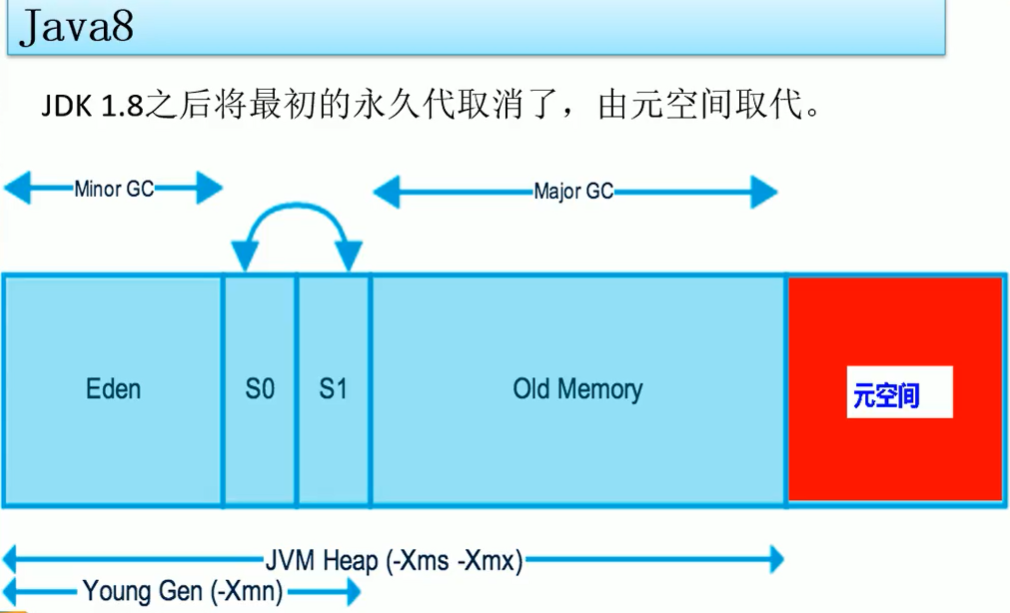 Java8
JDK 1.8之后将最初的永久代取消了，由元空间取代。
Minor GC
Major GC
Eden
S0
S1
Old Memory
元空间
JVM Heap (-Xms -Xmx)
Young Gen (-Xmn)